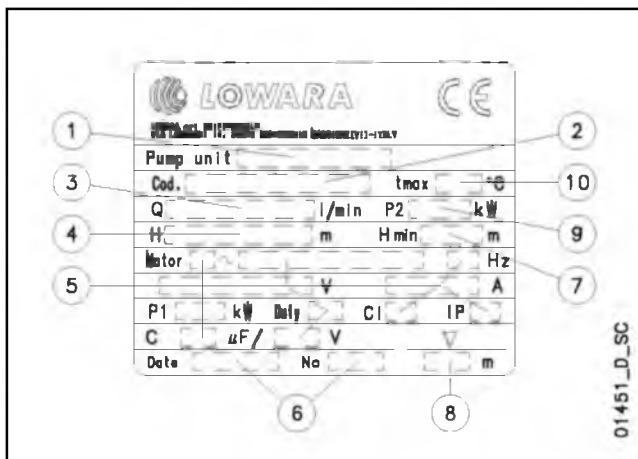 LOWARA CE
1 2
Pump unit
3 Cod. tmax °C 10
Q l/min P2 kW
4 H m H min m 9
Motor ~ Hz
5 V A 7
P1 kW Duty Cl IP
C µF/ V
Date No m
6 8
01451_D_SC